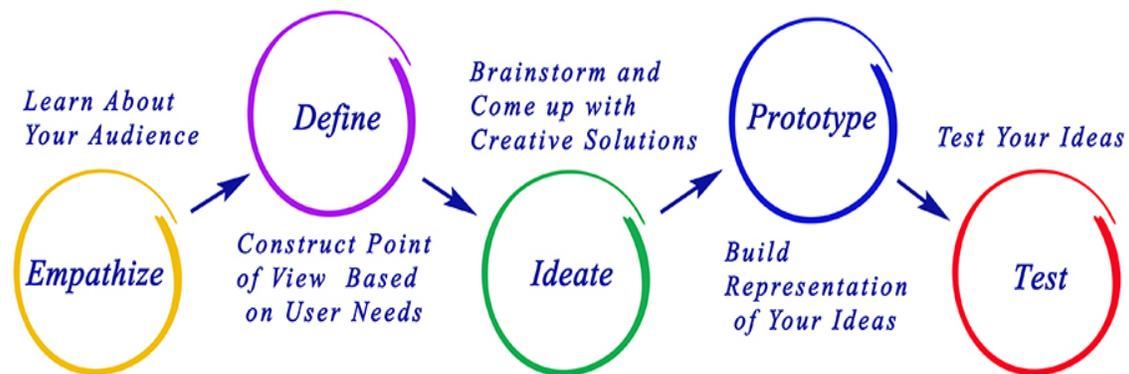 Learn About
Your Audience
Empathize
Define
Construct Point
of View Based
on User Needs
Brainstorm and
Come up with
Creative Solutions
Ideate
Prototype
Build
Representation
of Your Ideas
Test Your Ideas
Test